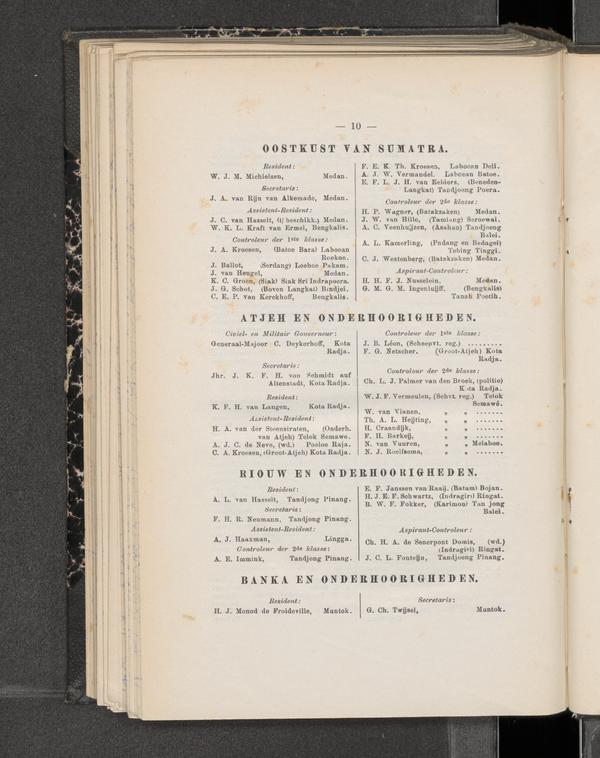 — 10 —
OOSTKUST VAN SUMATRA.
Resident:
W. J. M. Michielsen, Medan.
Secretaris:
J. A. van Rijn van Alkemade, Medan.
Assistent-Resident:
J. C. van Hasselt, (t/beschikk.) Medan.
W. K. L. Kraft van Ermel, Bengkalis.
Controleur der 1ste klasse:
J. A. Kroesen, (Batoe Bara) Laboean
Roekoe.
J. Ballot, (Serdang) Loeboe Pakam.
J. van Hengel, Medan.
K. C. Groen, (Siak) Siak Sri Indrapoera.
J. G. Schot, (Boven Langkat) Bindjei.
C. E. P. van Kerckhoff, Bengkalis.
F. E. K. Th. Kroesen, Laboean Deli.
A. J. W. Vermandel, Laboean Batoe.
E. F. L. J. H. van Eelders, (Beneden-
Langkat) Tandjoeng Poera.
Controleur der 2de klasse:
H. P. Wagner, (Batakzaken) Medan.
J. W. van Hille, (Tamiang) Seroewai.
A. C. Veenhuijzen, (Asahan) Tandjoeng
Balei.
A. L. Kamerling, (Padang en Bedagei)
Tebing Tinggi.
C. J. Westenberg, (Batakzaken) Medan.
Aspirant-Controleur:
H. H. F. J. Nusselein, Medan.
G. M. G. M. Ingenluijff, (Bengkalis)
Tanah Poetih.
ATJEH EN ONDERHOORIGHEDEN.
Civiel- en Militair Gouverneur:
Generaal-Majoor C. Deykerhoff, Kota
Radja.
Secretaris:
Jhr. J. K. F. H. von Schmidt auf
Altenstadt, Kota Radja.
Resident:
K. F. H. van Langen, Kota Radja.
Assistent-Resident:
H. A. van der Steenstraten, (Onderh.
van Atjeh) Telok Semawe.
A. J. C. de Neve, (wd.) Poeloe Raja.
C. A. Kroesen, (Groot-Atjeh) Kota Radja.
Controleur der 1ste klasse:
J. B. Léon, (Scheepvt. reg.) .........
F. G. Netscher, (Groot-Atjeh) Kota
Radja.
Controleur der 2de klasse:
Ch. L. J. Palmer van den Broek, (politie)
Kota Radja.
W. J. F. Vermeulen, (Schvt. reg.) Telok
Semawé.
W. van Vianen, „ „ .......
Th. A. L. Heijting, „ „ .......
H. Craandijk, „ „ .......
F. H. Barkeij, „ „ .......
N. van Vuuren, „ „ Melaboe.
N. J. Roelfsema, „ „ .......
RIOUW EN ONDERHOORIGHEDEN.
Resident:
A. L. van Hasselt, Tandjong Pinang.
Secretaris:
F. H. R. Neumann, Tandjong Pinang.
Assistent-Resident:
A. J. Haaxman, Lingga.
Controleur der 2de klasse:
A. E. Immink, Tandjong Pinang.
E. F. Janssen van Raaij, (Batam) Bojan.
H. J. E. F. Schwartz, (Indragiri) Ringat.
B. W. F. Fokker, (Karimon) Tan jong
Balei.
Aspirant-Controleur:
Ch. H. A. de Senerpont Domis, (wd.)
(Indragiri) Ringat.
J. C. L. Fonteijn, Tandjoeng Pinang.
BANKA EN ONDERHOORIGHEDEN.
Resident:
H. J. Monod de Froideville, Muntok.
Secretaris:
G. Ch. Twijsel, Muntok.